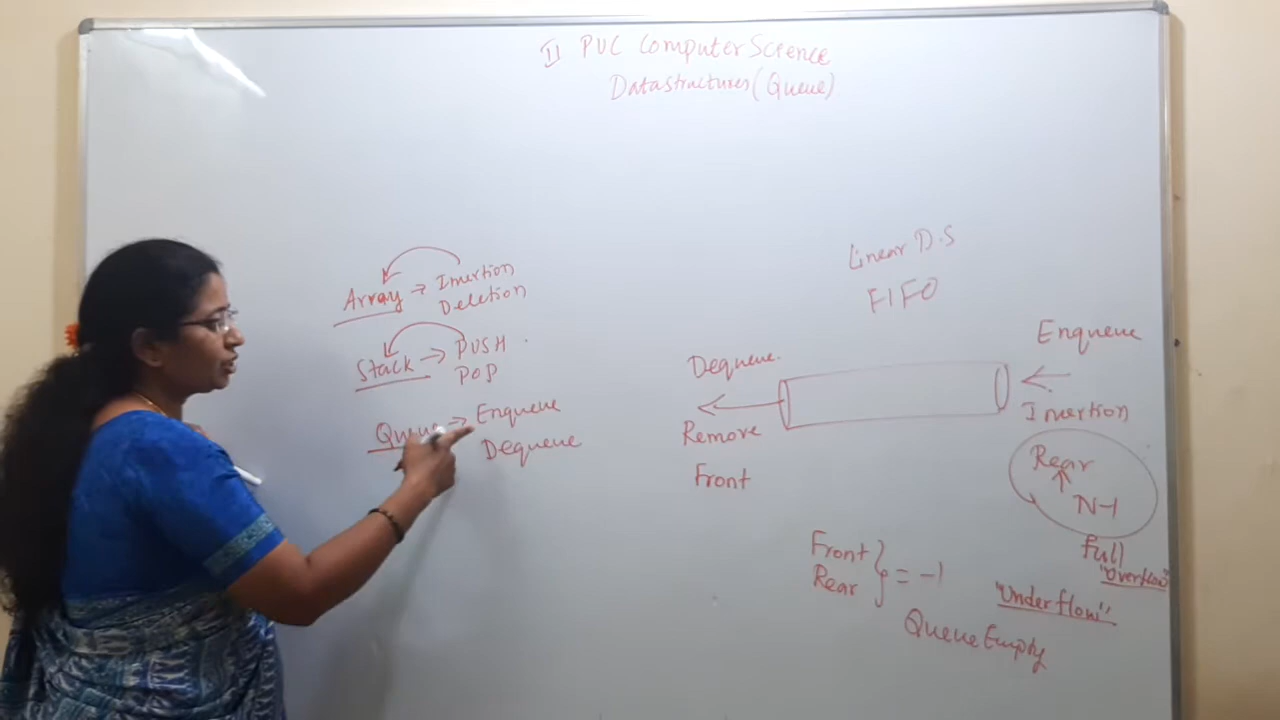 II PUC Computer Science
Datastructures (Queue)
Array → Insertion
Deletion
Stack → PUSH
POP
Queue → Enqueue
Dequeue
Linear D.S
FIFO
Enqueue
Dequeue
Insertion
Remove
Front
Rear
N-1
full
"Overflow"
Front
Rear } = -1
"Underflow"
Queue Empty